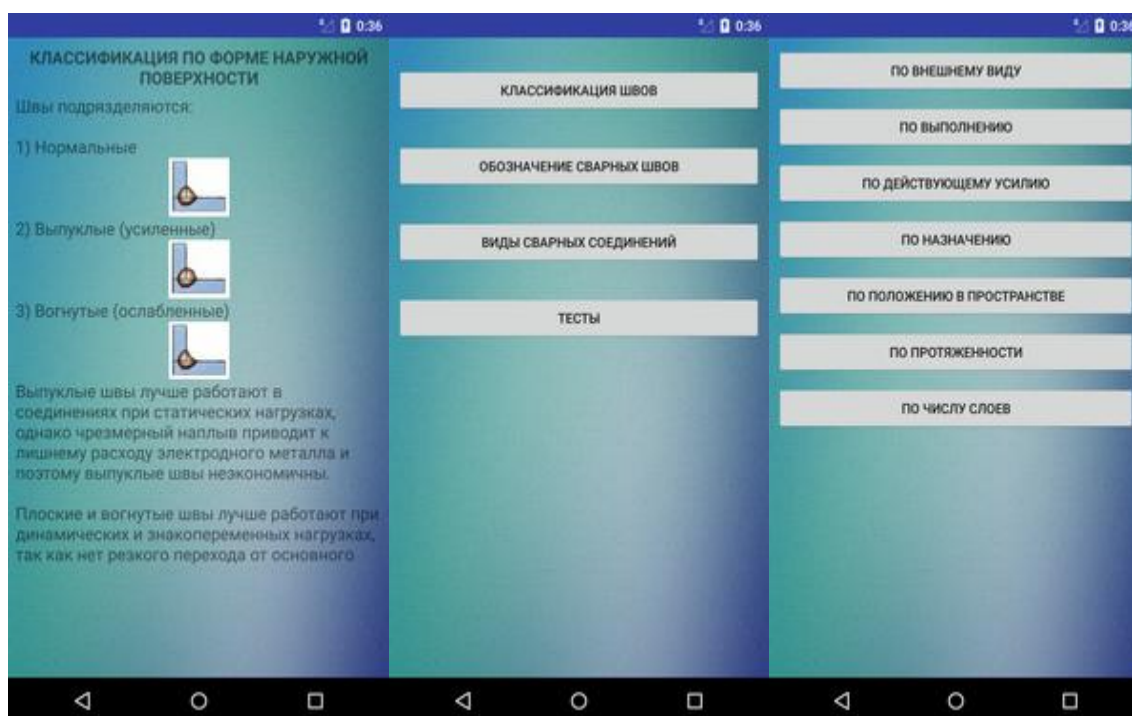 0:36
КЛАССИФИКАЦИЯ ПО ФОРМЕ НАРУЖНОЙ
ПОВЕРХНОСТИ
Швы подразделяются:
1) Нормальные
2) Выпуклые (усиленные)
3) Вогнутые (ослабленные)
Выпуклые швы лучше работают в
соединениях при статических нагрузках,
однако чрезмерный наплыв приводит к
лишнему расходу электродного металла и
поэтому выпуклые швы неэкономичны.
Плоские и вогнутые швы лучше работают при
динамических и знакопеременных нагрузках,
так как нет резкого перехода от основного
0:36
КЛАССИФИКАЦИЯ ШВОВ
ОБОЗНАЧЕНИЕ СВАРНЫХ ШВОВ
ВИДЫ СВАРНЫХ СОЕДИНЕНИЙ
ТЕСТЫ
0:36
ПО ВНЕШНЕМУ ВИДУ
ПО ВЫПОЛНЕНИЮ
ПО ДЕЙСТВУЮЩЕМУ УСИЛИЮ
ПО НАЗНАЧЕНИЮ
ПО ПОЛОЖЕНИЮ В ПРОСТРАНСТВЕ
ПО ПРОТЯЖЕННОСТИ
ПО ЧИСЛУ СЛОЕВ